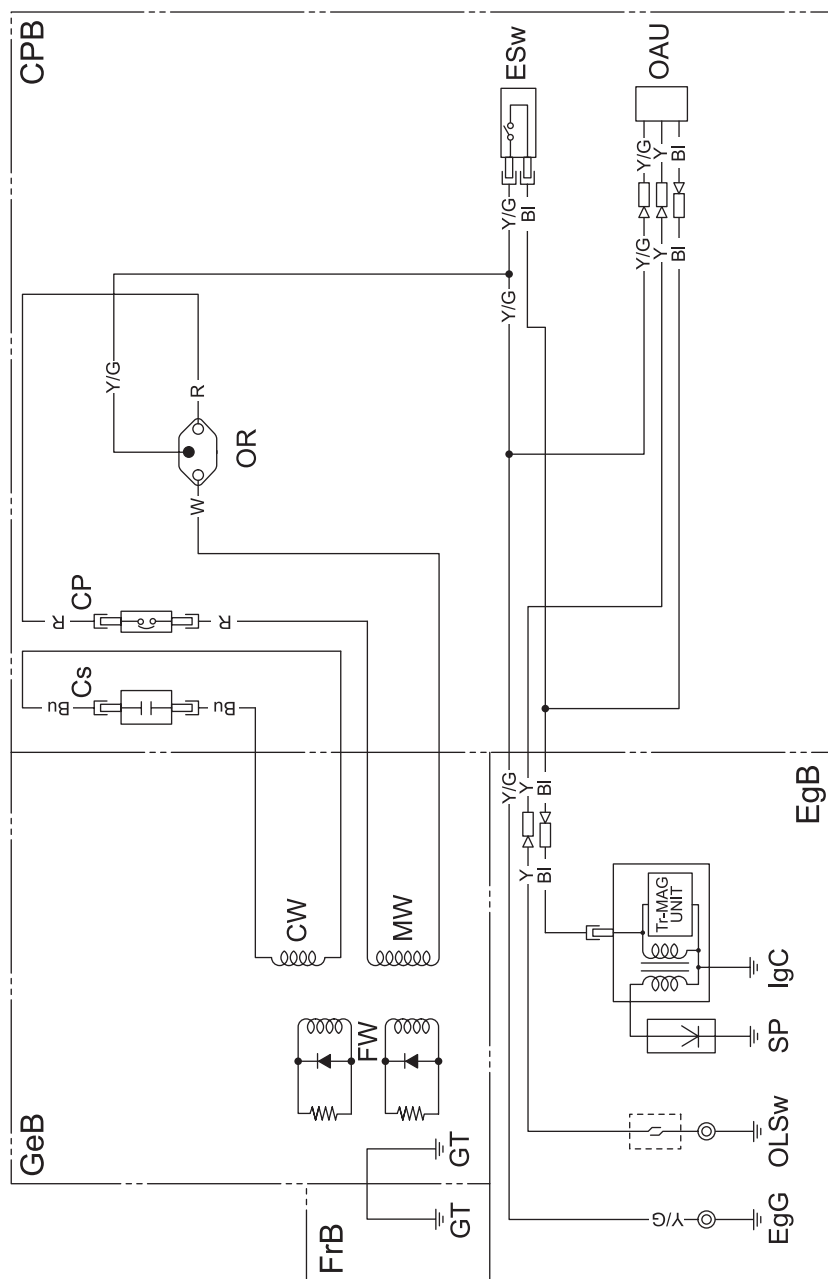 GeB
CPB
FrB
Bu
R
Cs
CP
Y/G
W
R
Bu
R
OR
CW
FW
MW
GT
GT
Y/G
Y/G
Y/G
ESw
Y
Y
Bl
Bl
Bl
Y/G
Y/G
Y
Y
Bl
Bl
OAU
Y/G
Tr-MAG
UNIT
EgG
OLSw
SP
IgC
EgB